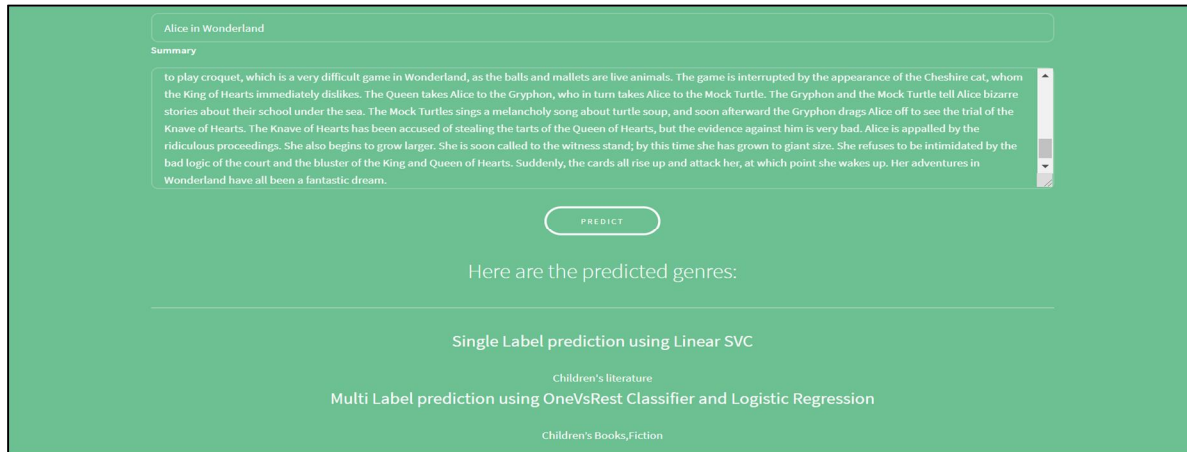 Alice in Wonderland
Summary
to play croquet, which is a very difficult game in Wonderland, as the balls and mallets are live animals. The game is interrupted by the appearance of the Cheshire cat, whom
the King of Hearts immediately dislikes. The Queen takes Alice to the Gryphon, who in turn takes Alice to the Mock Turtle. The Gryphon and the Mock Turtle tell Alice bizarre
stories about their school under the sea. The Mock Turtles sings a melancholy song about turtle soup, and soon afterward the Gryphon drags Alice off to see the trial of the
Knave of Hearts. The Knave of Hearts has been accused of stealing the tarts of the Queen of Hearts, but the evidence against him is very bad. Alice is appalled by the
ridiculous proceedings. She also begins to grow larger. She is soon called to the witness stand; by this time she has grown to giant size. She refuses to be intimidated by the
bad logic of the court and the bluster of the King and Queen of Hearts. Suddenly, the cards all rise up and attack her, at which point she wakes up. Her adventures in
Wonderland have all been a fantastic dream.
PREDICT
Here are the predicted genres:
Single Label prediction using Linear SVC
Children's literature
Multi Label prediction using OneVsRest Classifier and Logistic Regression
Children's Books,Fiction